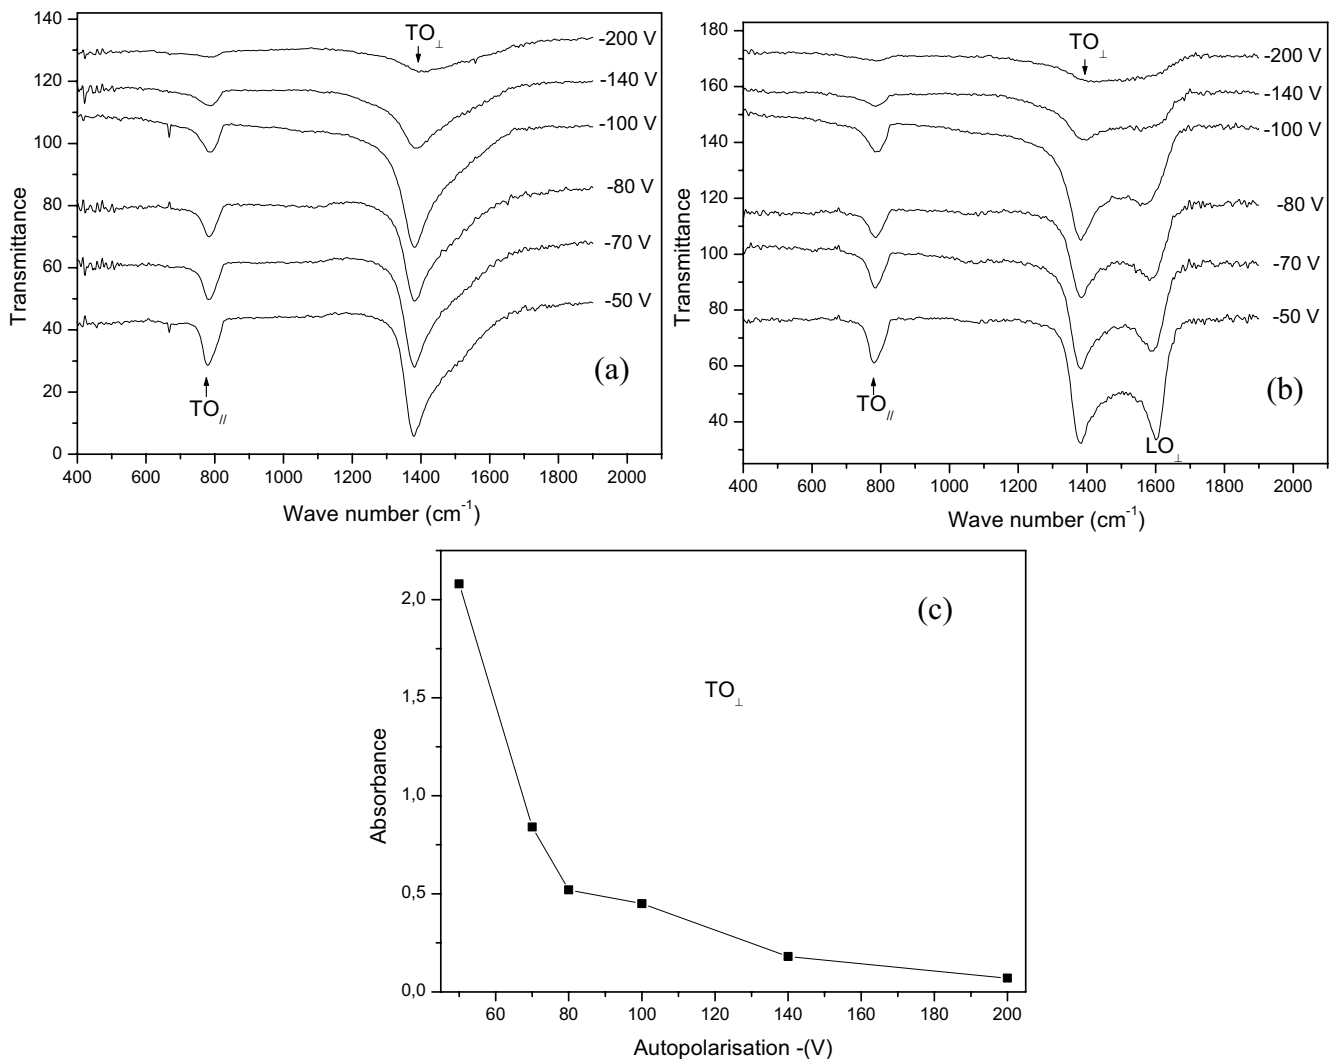 140
120
100
80
60
40
20
0
Transmittance
400 600 800 1000 1200 1400 1600 1800 2000
Wave number (cm⁻¹)
TO⊥
-200 V
-140 V
-100 V
-80 V
-70 V
-50 V
(a)
TO//
180
160
140
120
100
80
60
40
Transmittance
400 600 800 1000 1200 1400 1600 1800 2000
Wave number (cm⁻¹)
TO⊥
-200 V
-140 V
-100 V
-80 V
-70 V
-50 V
(b)
TO//
LO⊥
2,0
1,5
1,0
0,5
0,0
Absorbance
60 80 100 120 140 160 180 200
Autopolarisation -(V)
(c)
TO⊥